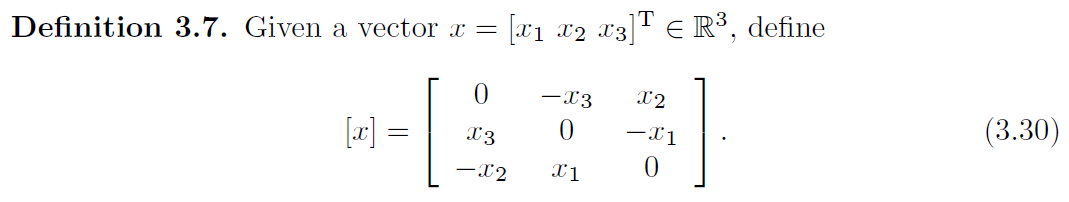 Definition 3.7. Given a vector x = [x₁ x₂ x₃]ᵀ ∈ ℝ³, define
[x] = [ 0 −x₃ x₂
x₃ 0 −x₁
−x₂ x₁ 0 ] . (3.30)